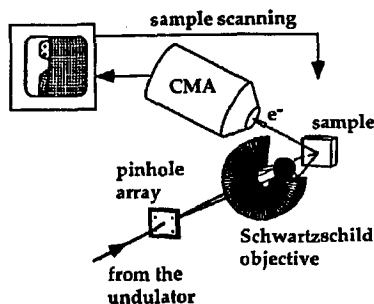 sample scanning
CMA
e⁻
sample
pinhole
array
Schwartzschild
objective
from the
undulator